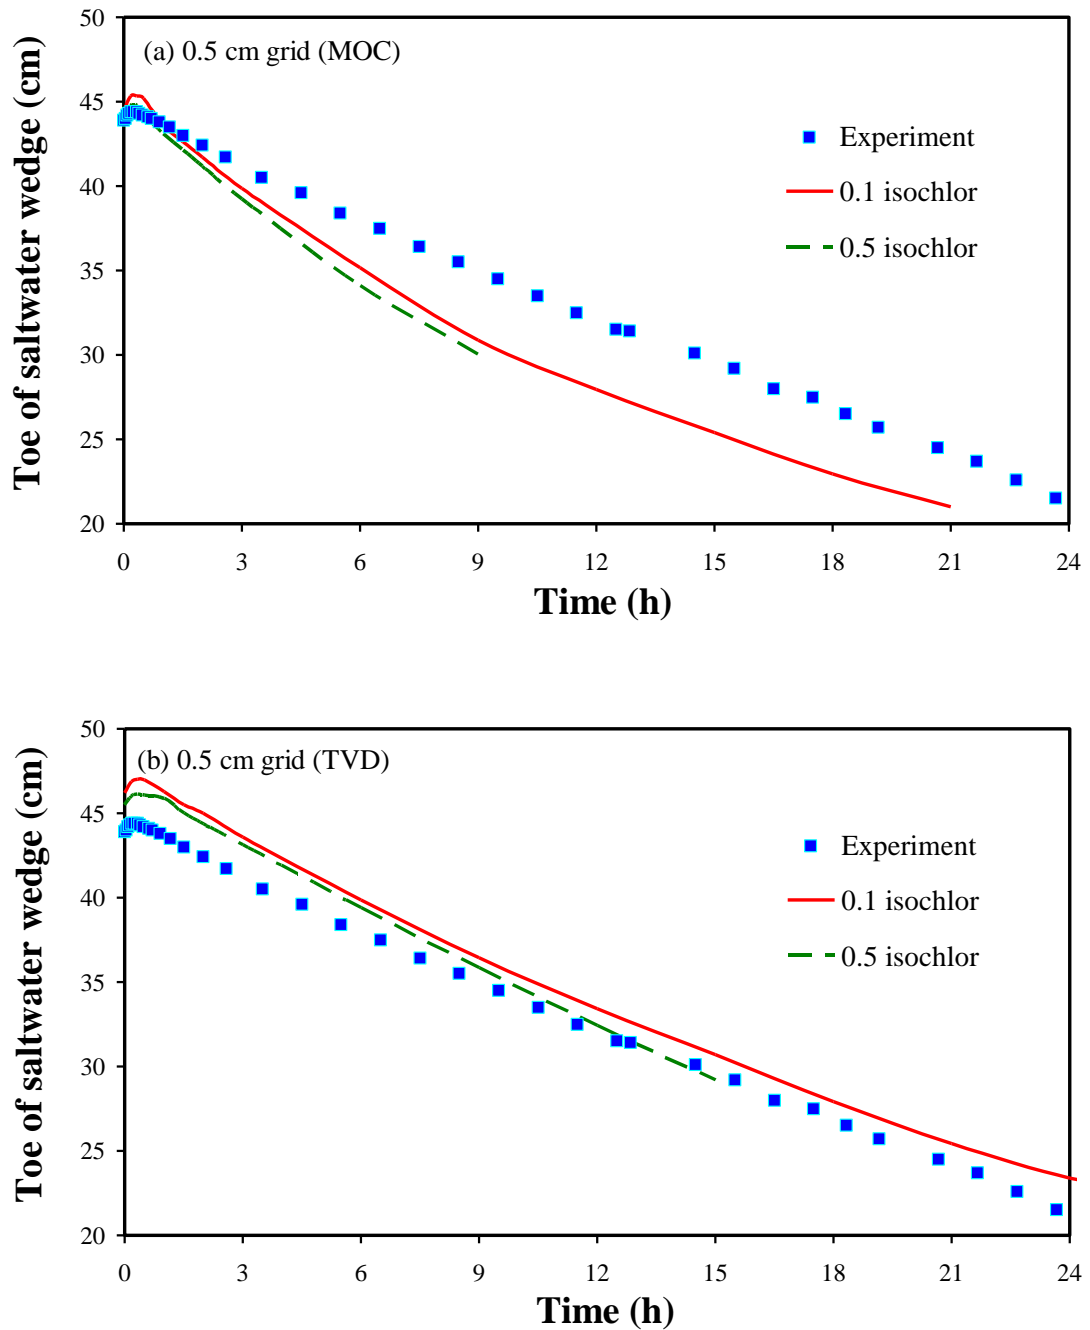 (a) 0.5 cm grid (MOC)
Toe of saltwater wedge (cm)
50
45
40
35
30
25
20
Experiment
0.1 isochlor
0.5 isochlor
0 3 6 9 12 15 18 21 24
Time (h)
(b) 0.5 cm grid (TVD)
Toe of saltwater wedge (cm)
50
45
40
35
30
25
20
Experiment
0.1 isochlor
0.5 isochlor
0 3 6 9 12 15 18 21 24
Time (h)